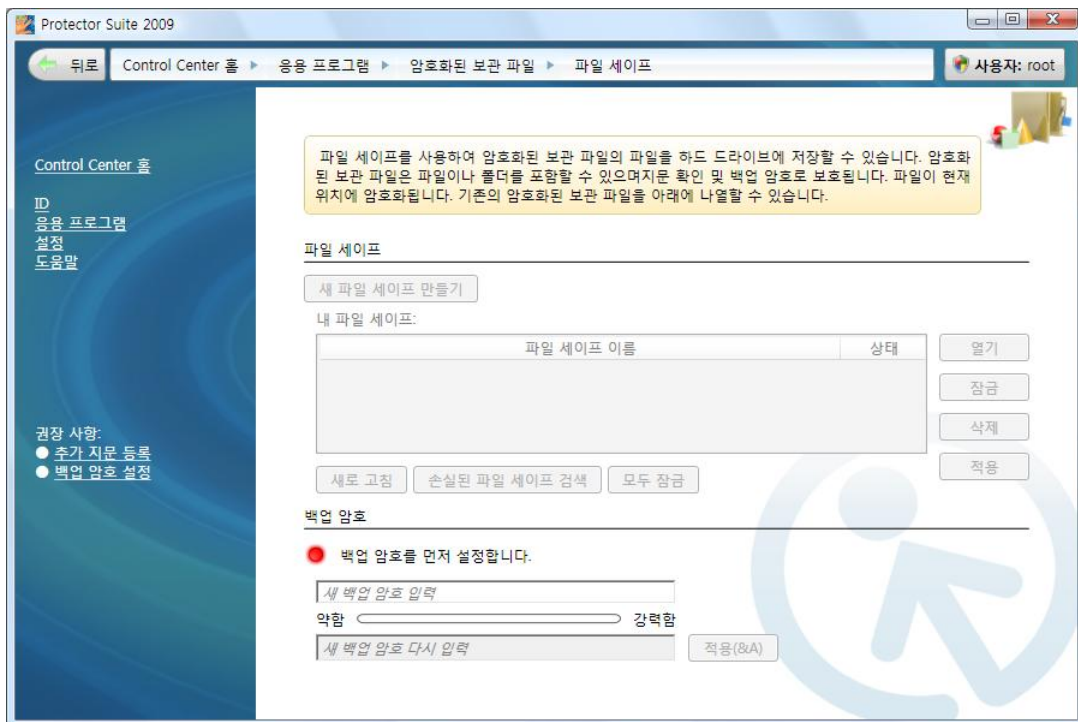 Protector Suite 2009
뒤로
Control Center 홈 ▶ 응용 프로그램 ▶ 암호화된 보관 파일 ▶ 파일 세이프
사용자: root
Control Center 홈
ID
응용 프로그램
설정
도움말
권장 사항:
추가 지문 등록
백업 암호 설정
파일 세이프를 사용하여 암호화된 보관 파일의 파일을 하드 드라이브에 저장할 수 있습니다. 암호화
된 보관 파일은 파일이나 폴더를 포함할 수 있으며지문 확인 및 백업 암호로 보호됩니다. 파일이 현재
위치에 암호화됩니다. 기존의 암호화된 보관 파일을 아래에 나열할 수 있습니다.
파일 세이프
새 파일 세이프 만들기
내 파일 세이프:
파일 세이프 이름 상태
열기
잠금
삭제
적용
새로 고침 손실된 파일 세이프 검색 모두 잠금
백업 암호
백업 암호를 먼저 설정합니다.
새 백업 암호 입력
약함 강력함
새 백업 암호 다시 입력 적용(&A)